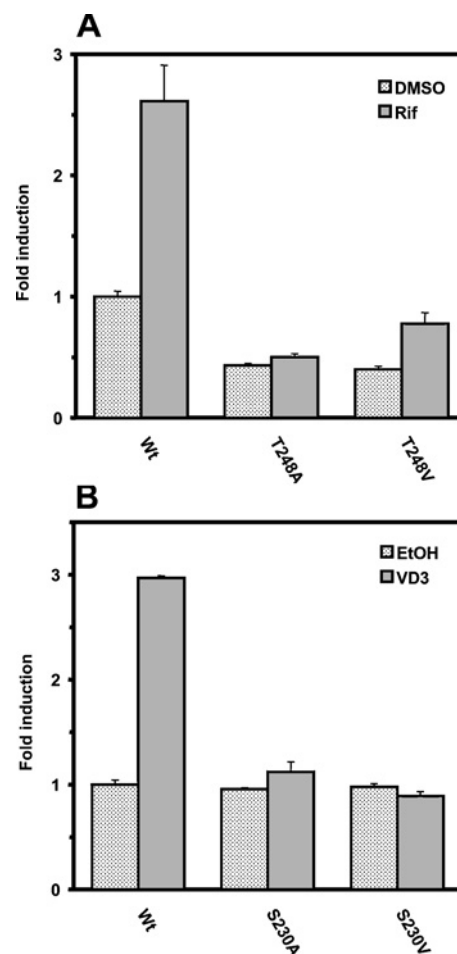 A
3
DMSO
Rif
2
Fold induction
1
0
Wt
T248A
T248V
B
EtOH
3
VD3
2
Fold induction
1
0
Wt
S230A
S230V